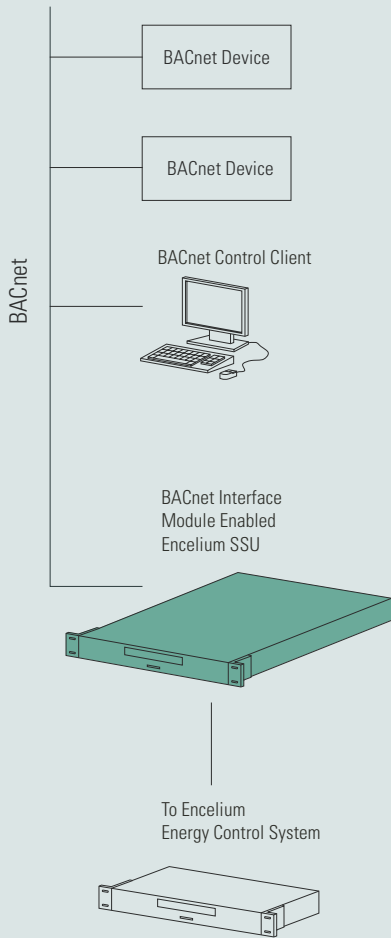 BACnet Device
BACnet Device
BACnet
BACnet Control Client
BACnet Interface
Module Enabled
Encelium SSU
To Encelium
Energy Control System